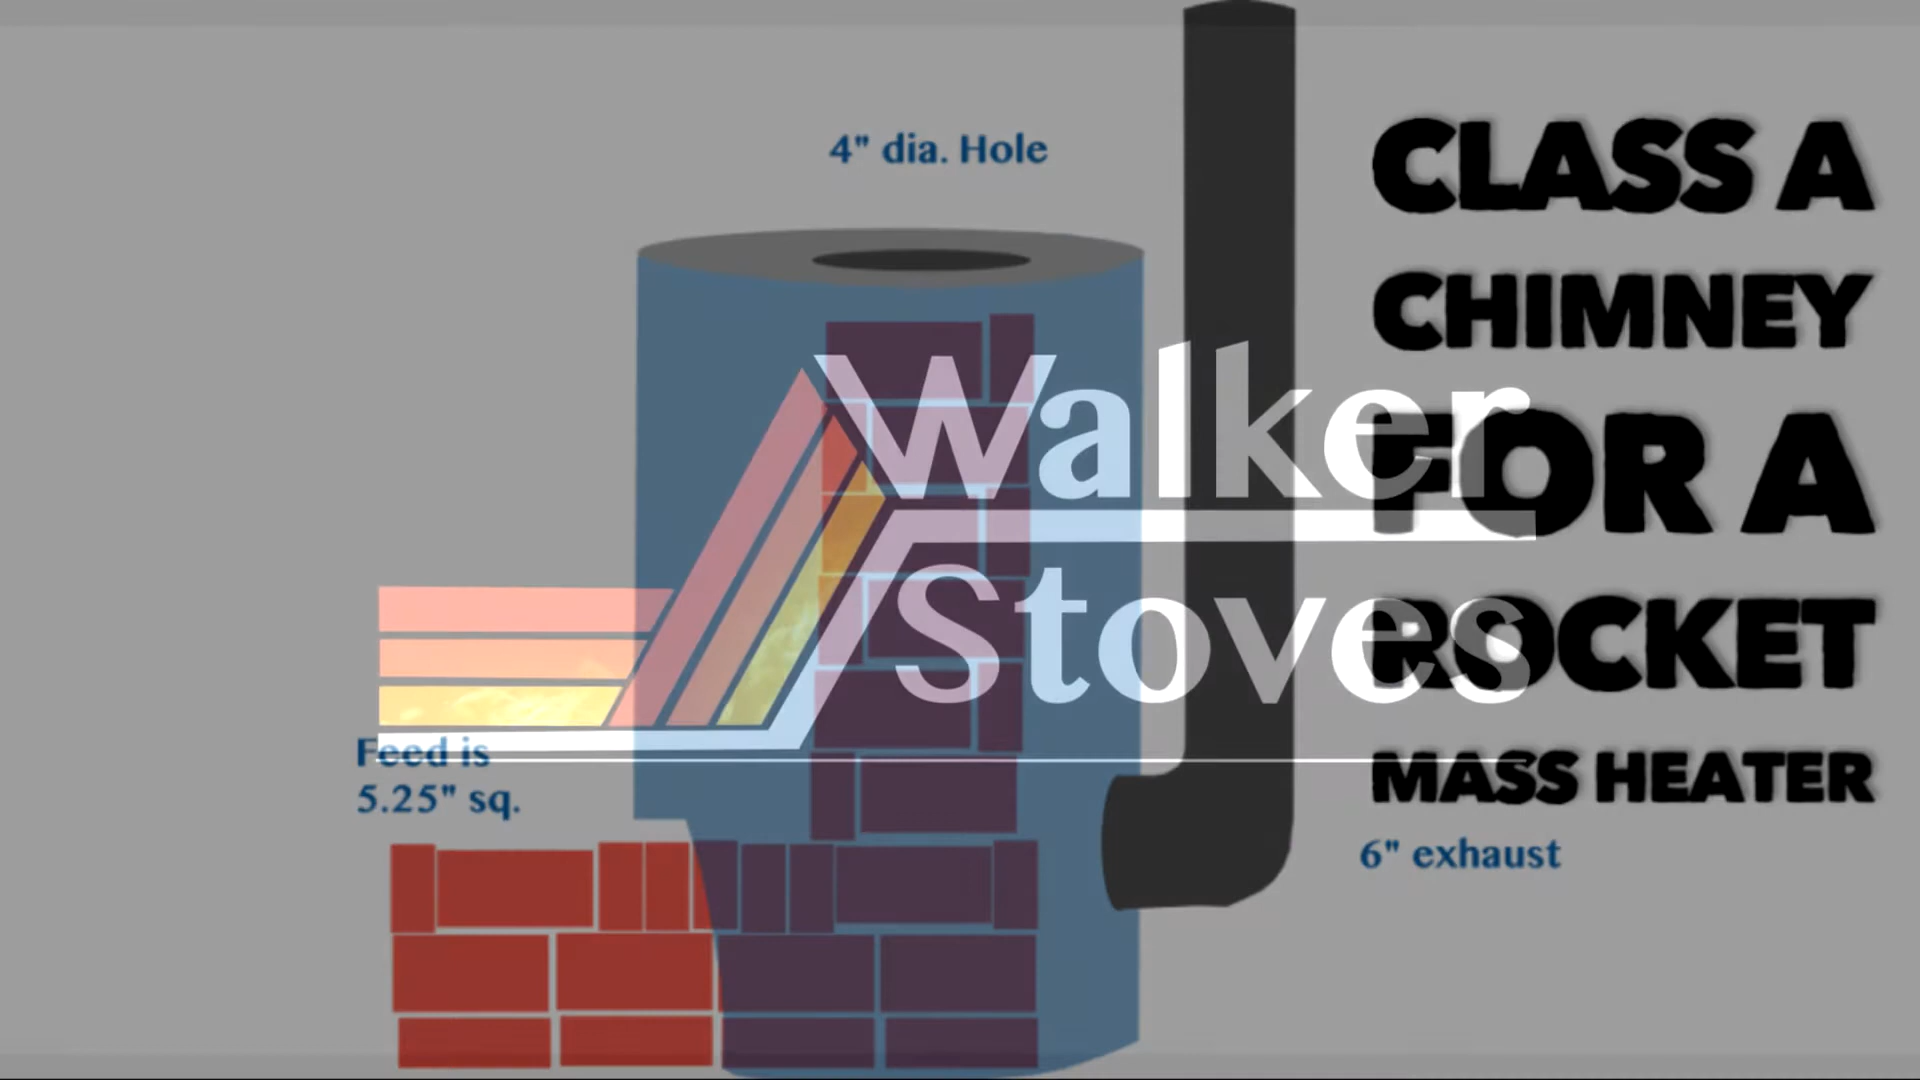 4" dia. Hole
CLASS A
CHIMNEY
FOR A
ROCKET
MASS HEATER
Walker
Stoves
Feed is
5.25" sq.
6" exhaust